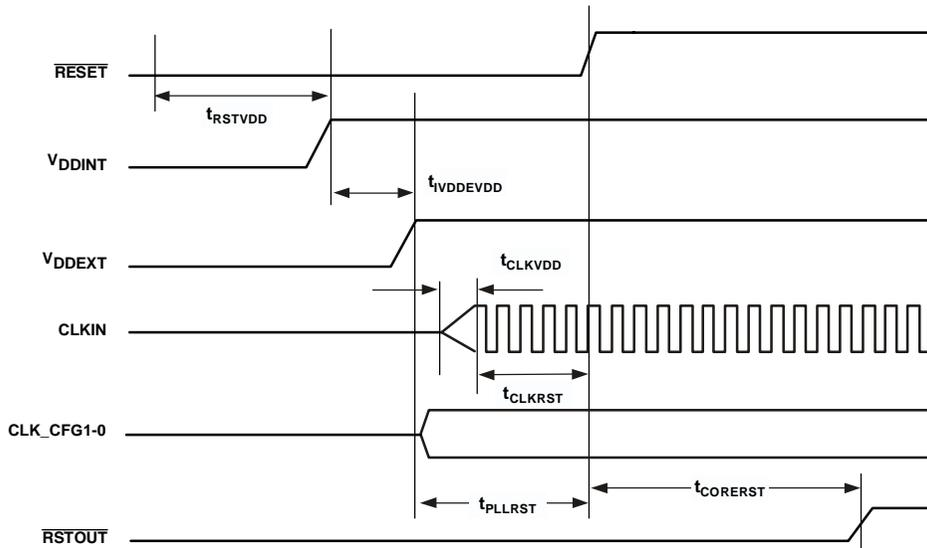 RESET
tRSTVDD
VDDINT
tIVDDEVDD
VDDEXT
tCLKVDD
CLKIN
tCLKRST
CLK_CFG1-0
tCORERST
tPLLRST
RSTOUT